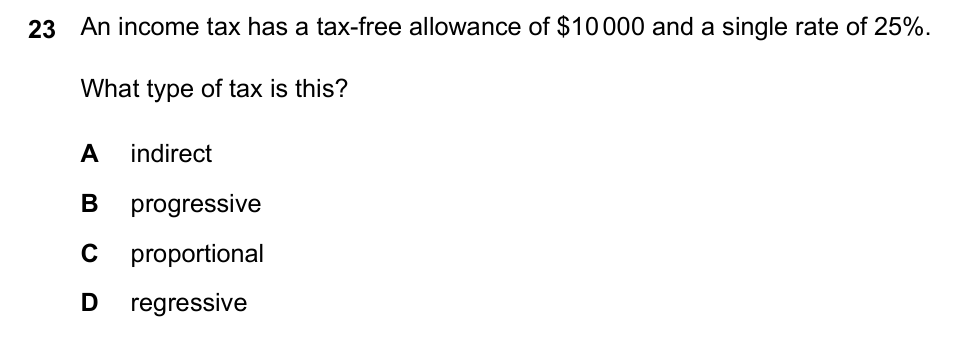 23 An income tax has a tax-free allowance of $10 000 and a single rate of 25%.
What type of tax is this?
A indirect
B progressive
C proportional
D regressive